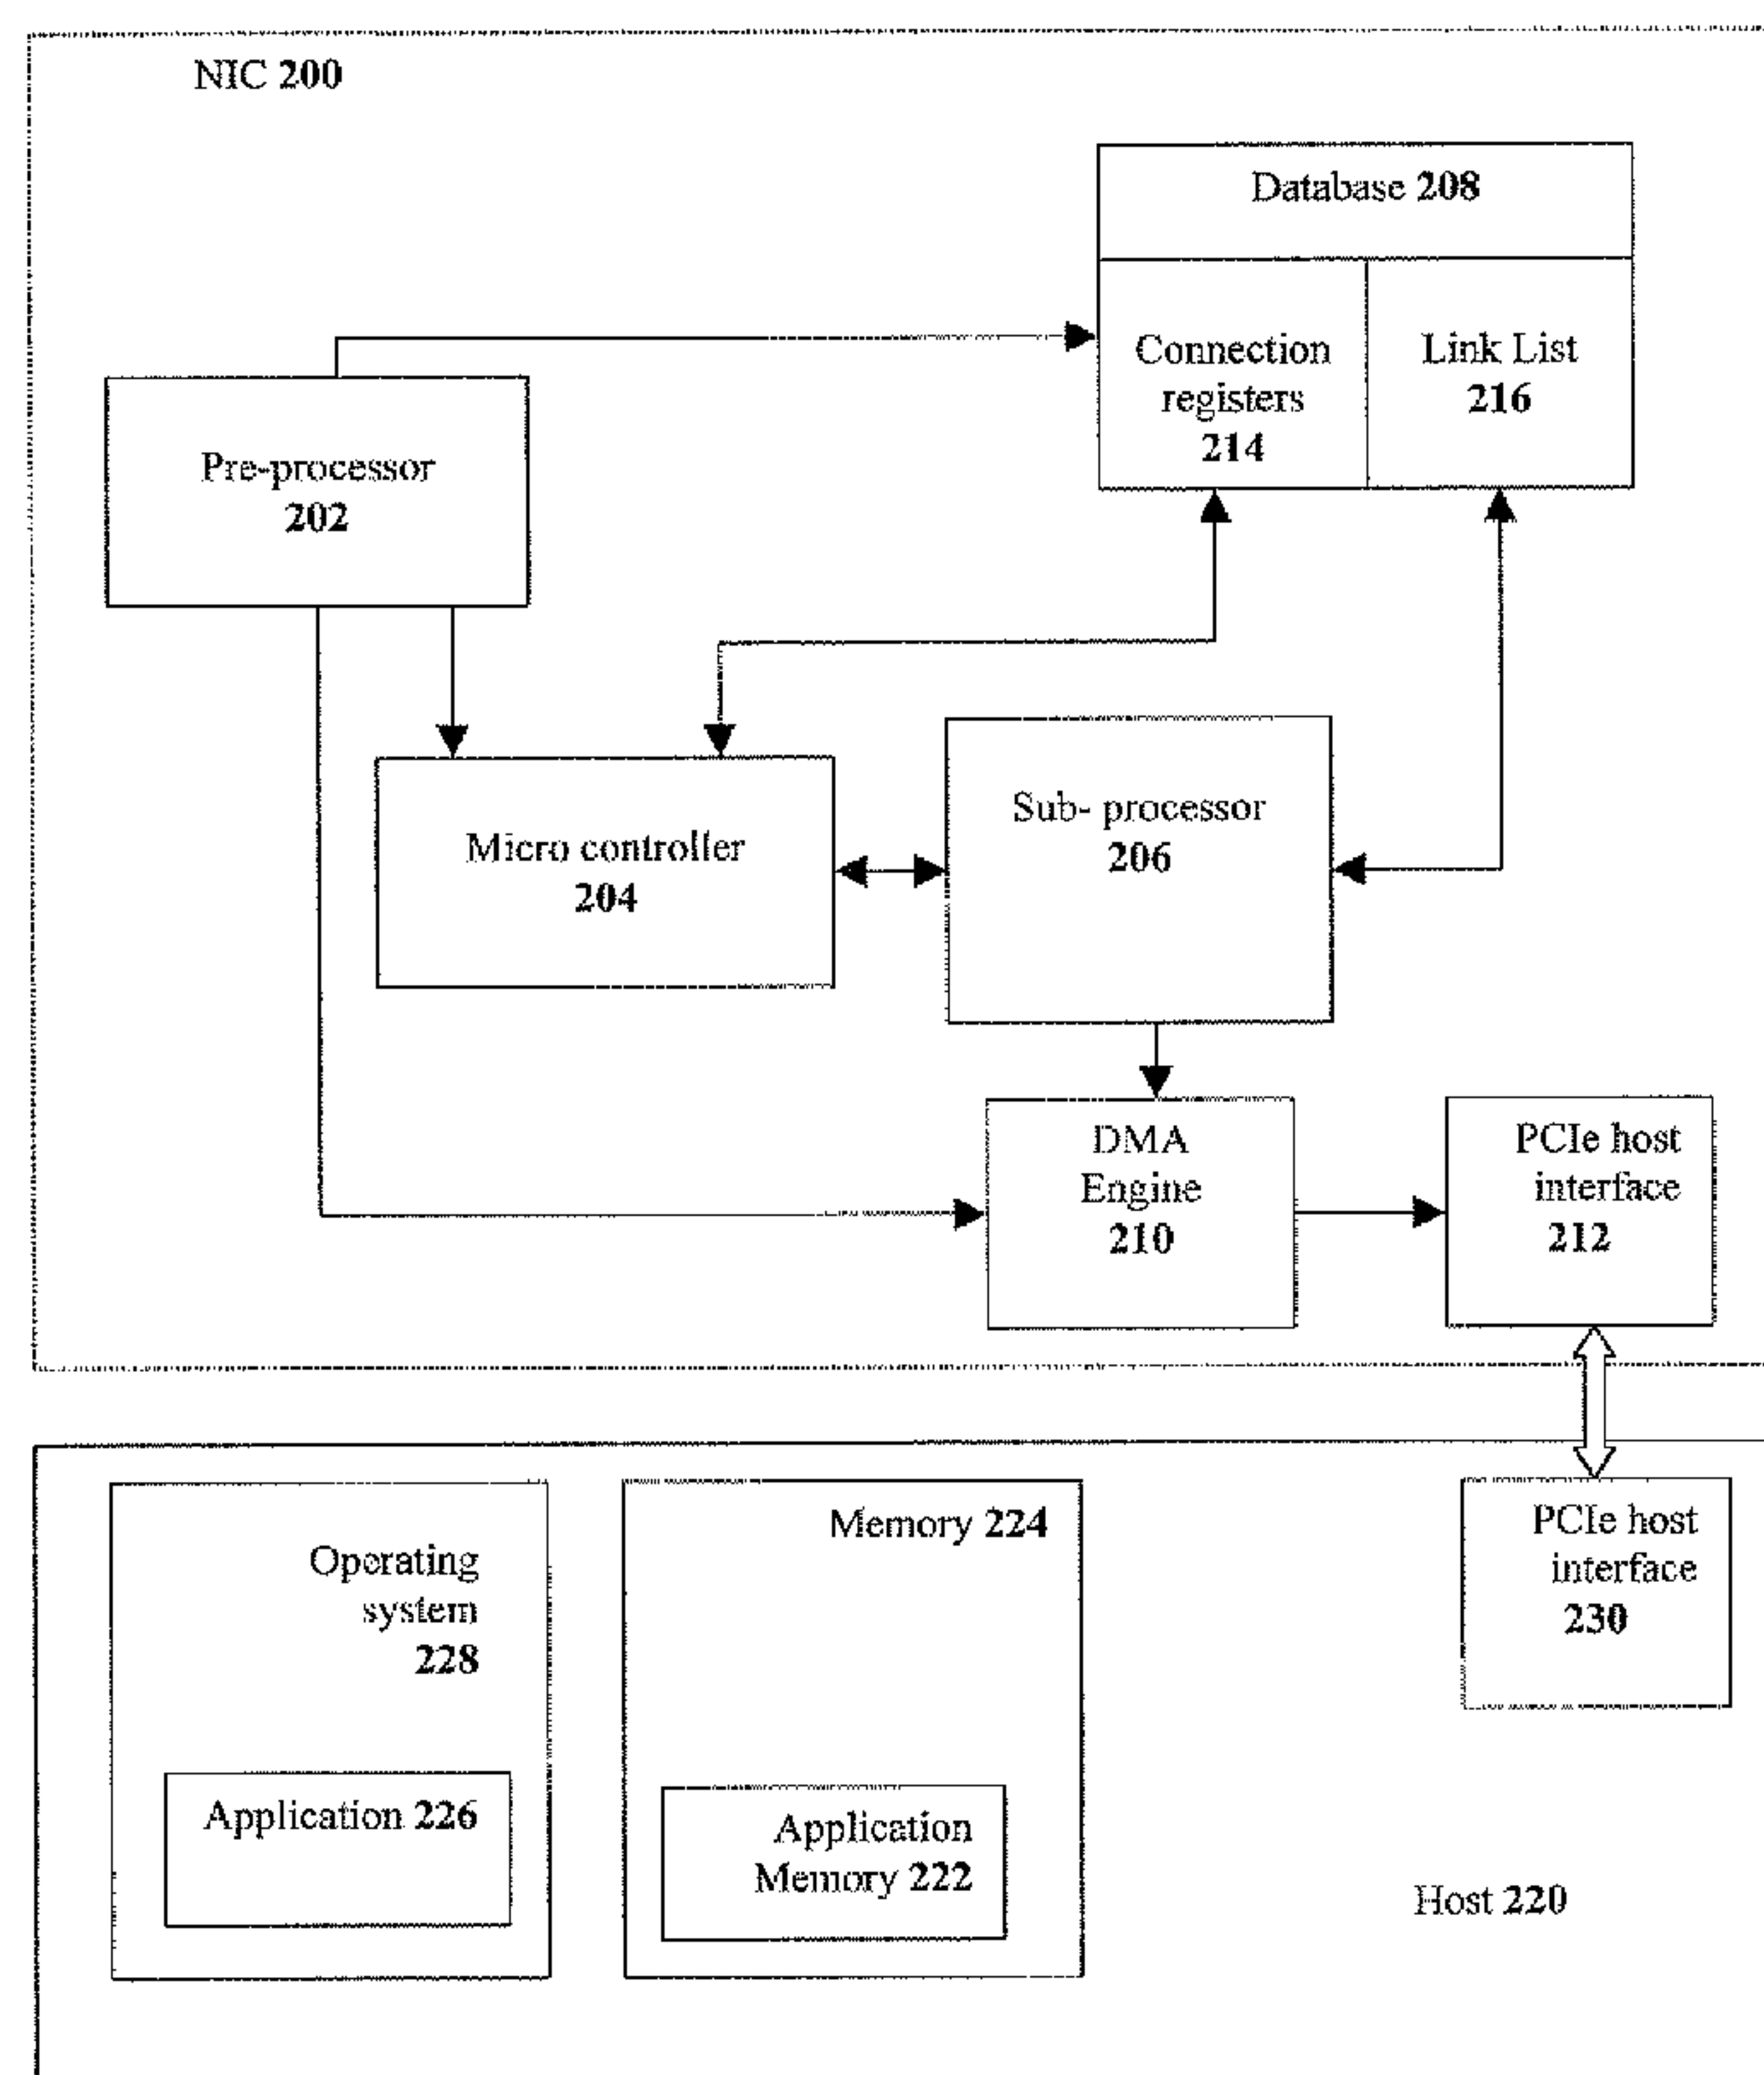 NIC 200
Database 208
Connection
registers
214
Link List
216
Pre-processor
202
Micro controller
204
Sub- processor
206
DMA
Engine
210
PCIe host
interface
212
Operating
system
228
Application 226
Memory 224
Application
Memory 222
PCIe host
interface
230
Host 220